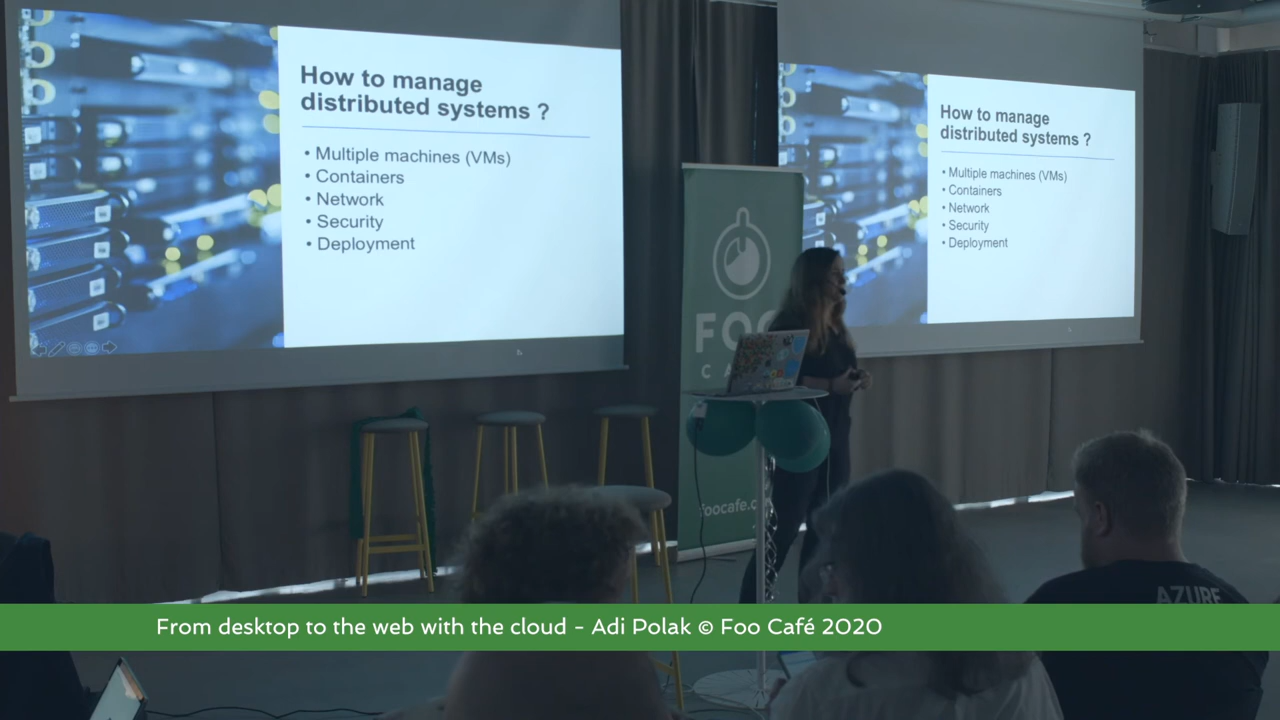 How to manage
distributed systems ?
• Multiple machines (VMs)
• Containers
• Network
• Security
• Deployment
How to manage
distributed systems ?
• Multiple machines (VMs)
• Containers
• Network
• Security
• Deployment
FOO
foocafe.
AZURE
From desktop to the web with the cloud - Adi Polak © Foo Café 2020